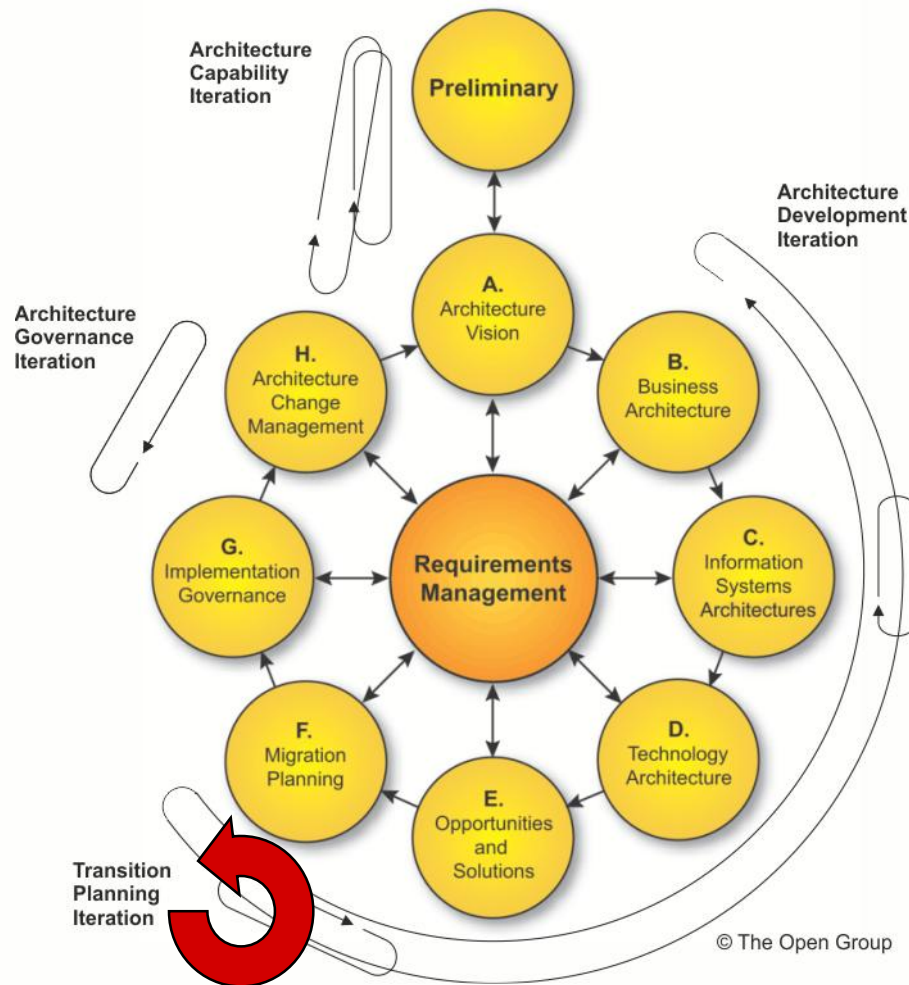 Architecture
Capability
Iteration
Preliminary
Architecture
Development
Iteration
A.
Architecture
Vision
Architecture
Governance
Iteration
H.
Architecture
Change
Management
B.
Business
Architecture
G.
Implementation
Governance
Requirements
Management
C.
Information
Systems
Architectures
F.
Migration
Planning
D.
Technology
Architecture
E.
Opportunities
and
Solutions
Transition
Planning
Iteration
© The Open Group